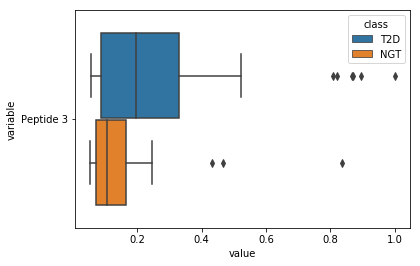 class
T2D
NGT
variable
Peptide 3
0.2 0.4 0.6 0.8 1.0
value